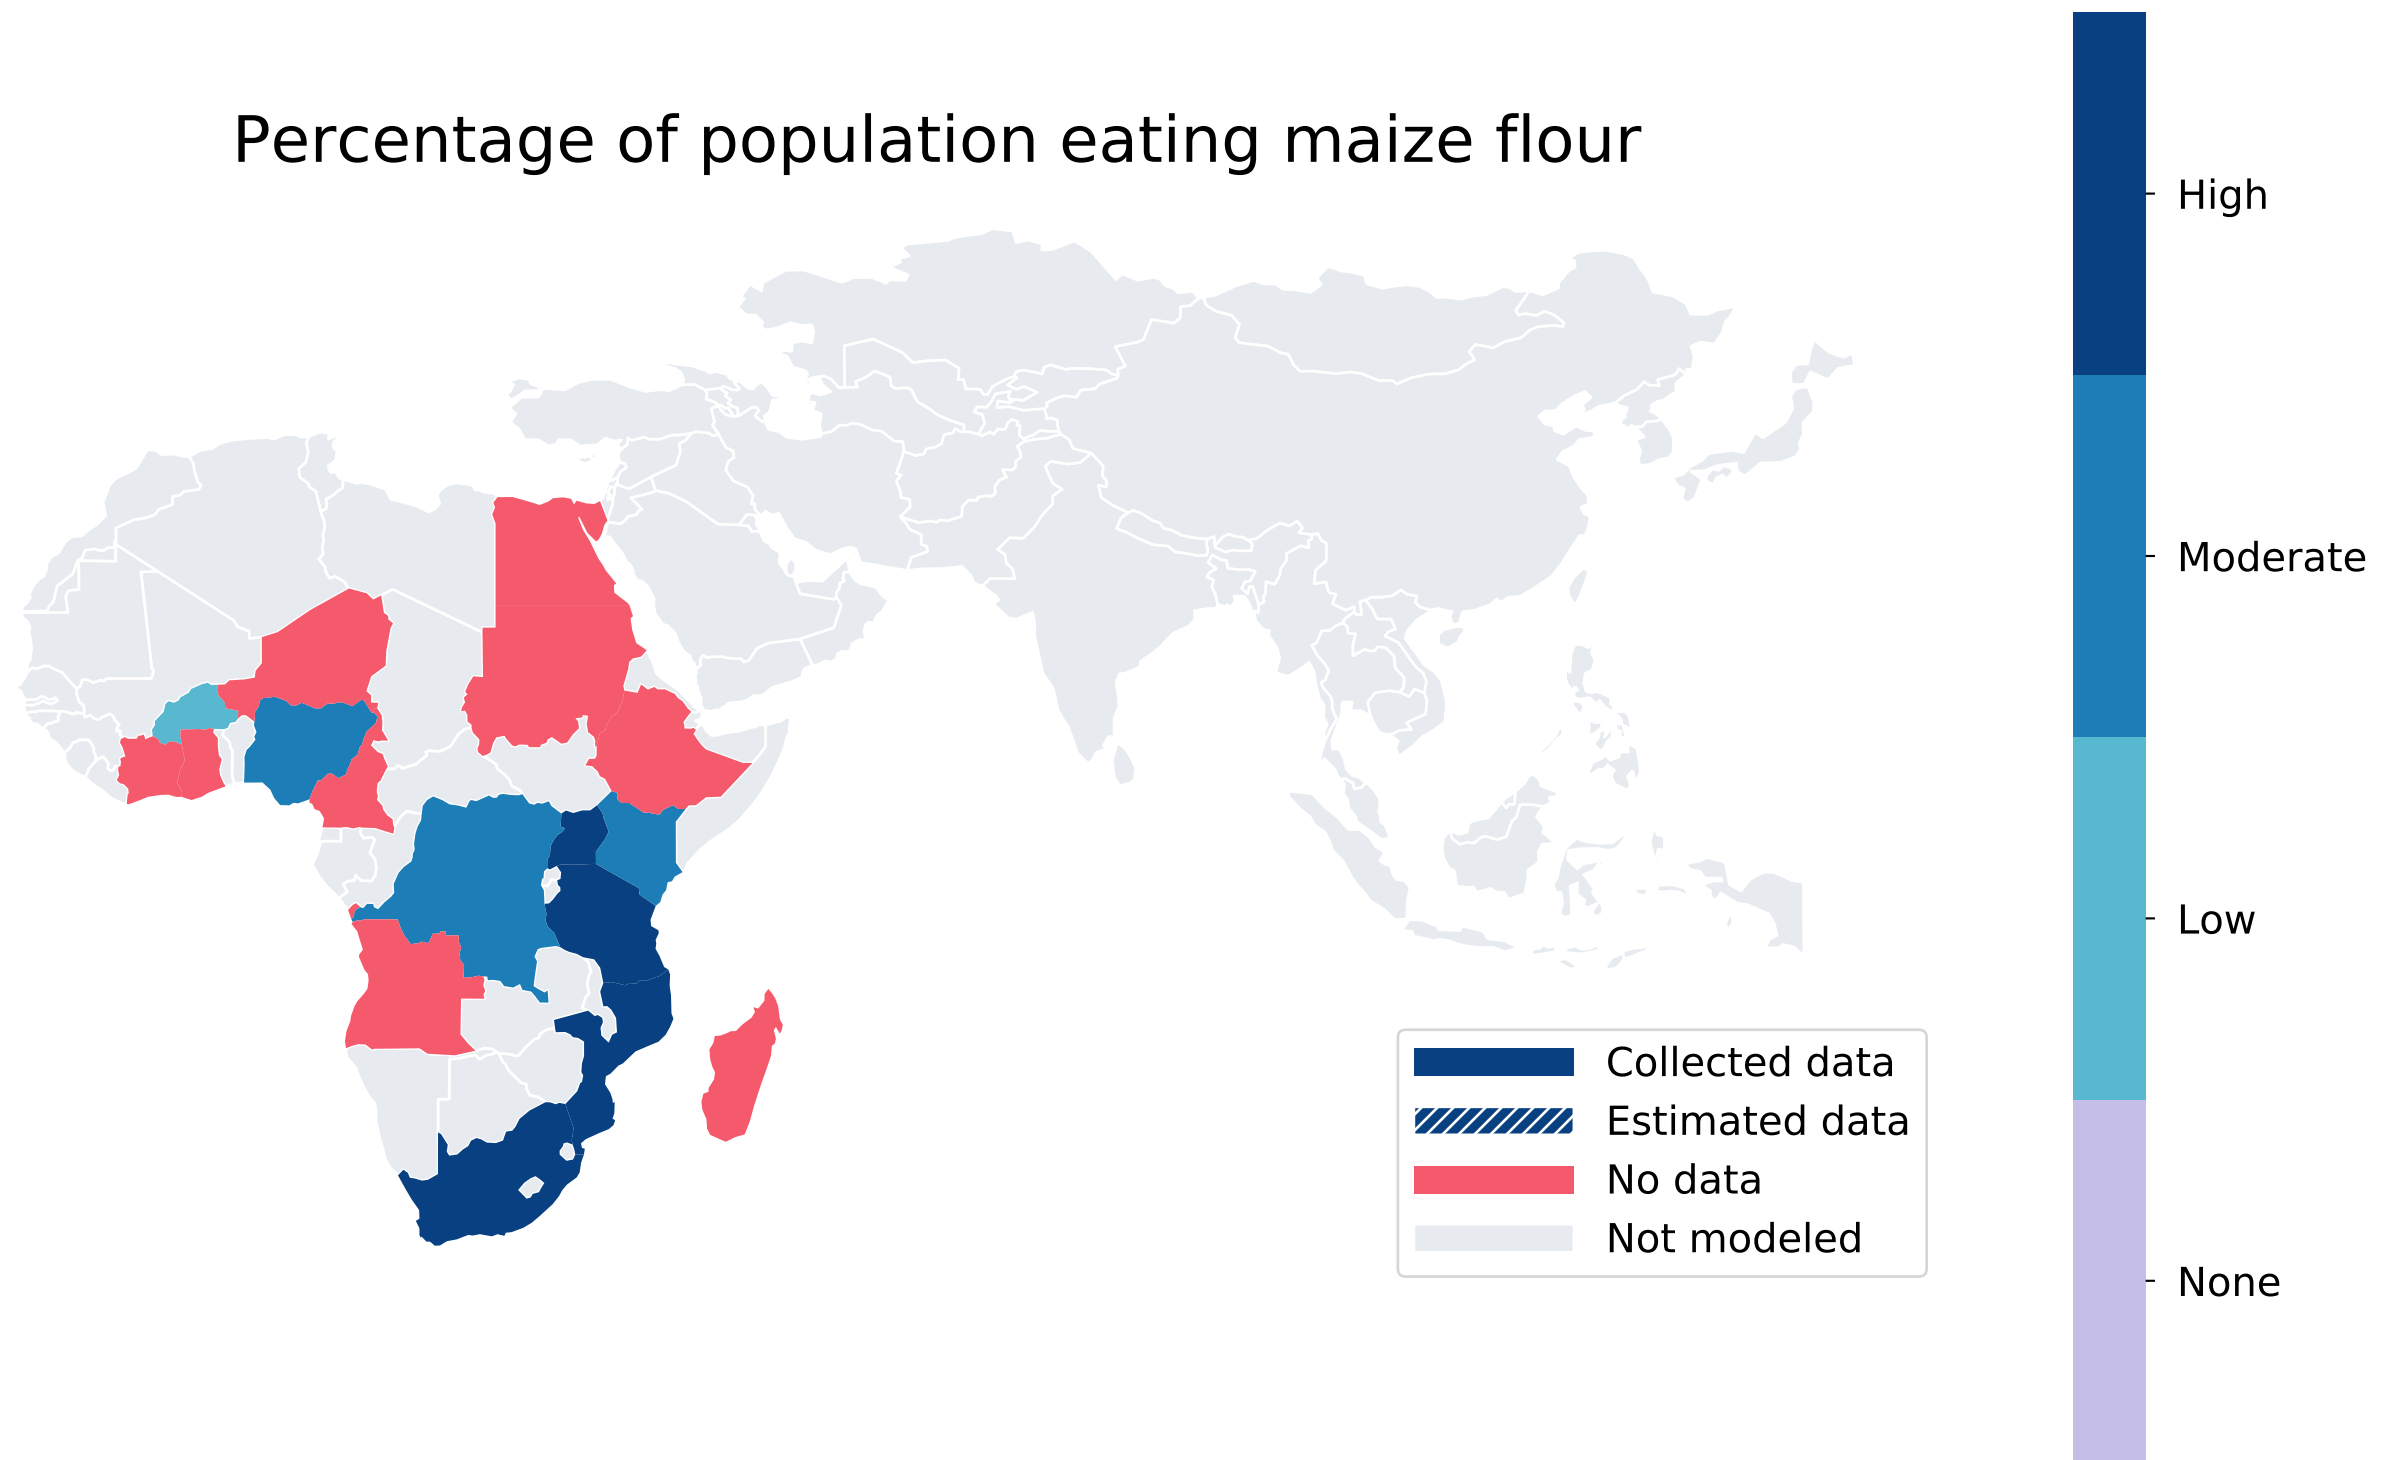 Percentage of population eating maize flour
High
Moderate
Low
None
Collected data
Estimated data
No data
Not modeled